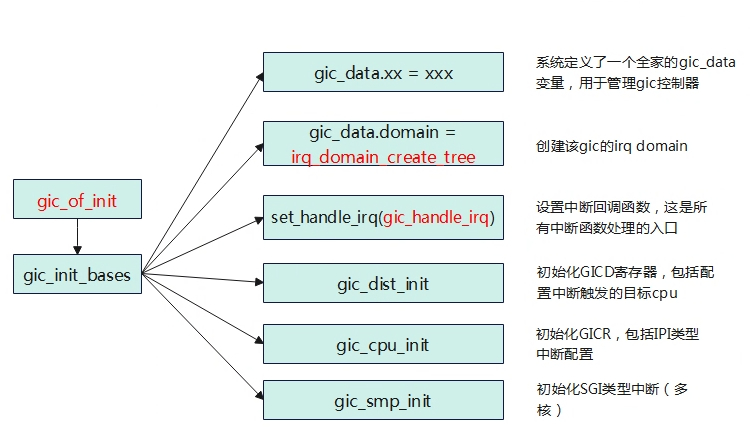 gic_data.xx = xxx
系统定义了一个全家的gic_data
变量，用于管理gic控制器
gic_data.domain =
irq_domain_create_tree
创建该gic的irq domain
gic_of_init
set_handle_irq(gic_handle_irq)
设置中断回调函数，这是所
有中断函数处理的入口
gic_init_bases
gic_dist_init
初始化GICD寄存器，包括配
置中断触发的目标cpu
gic_cpu_init
初始化GICR，包括IPI类型
中断配置
gic_smp_init
初始化SGI类型中断（多
核）